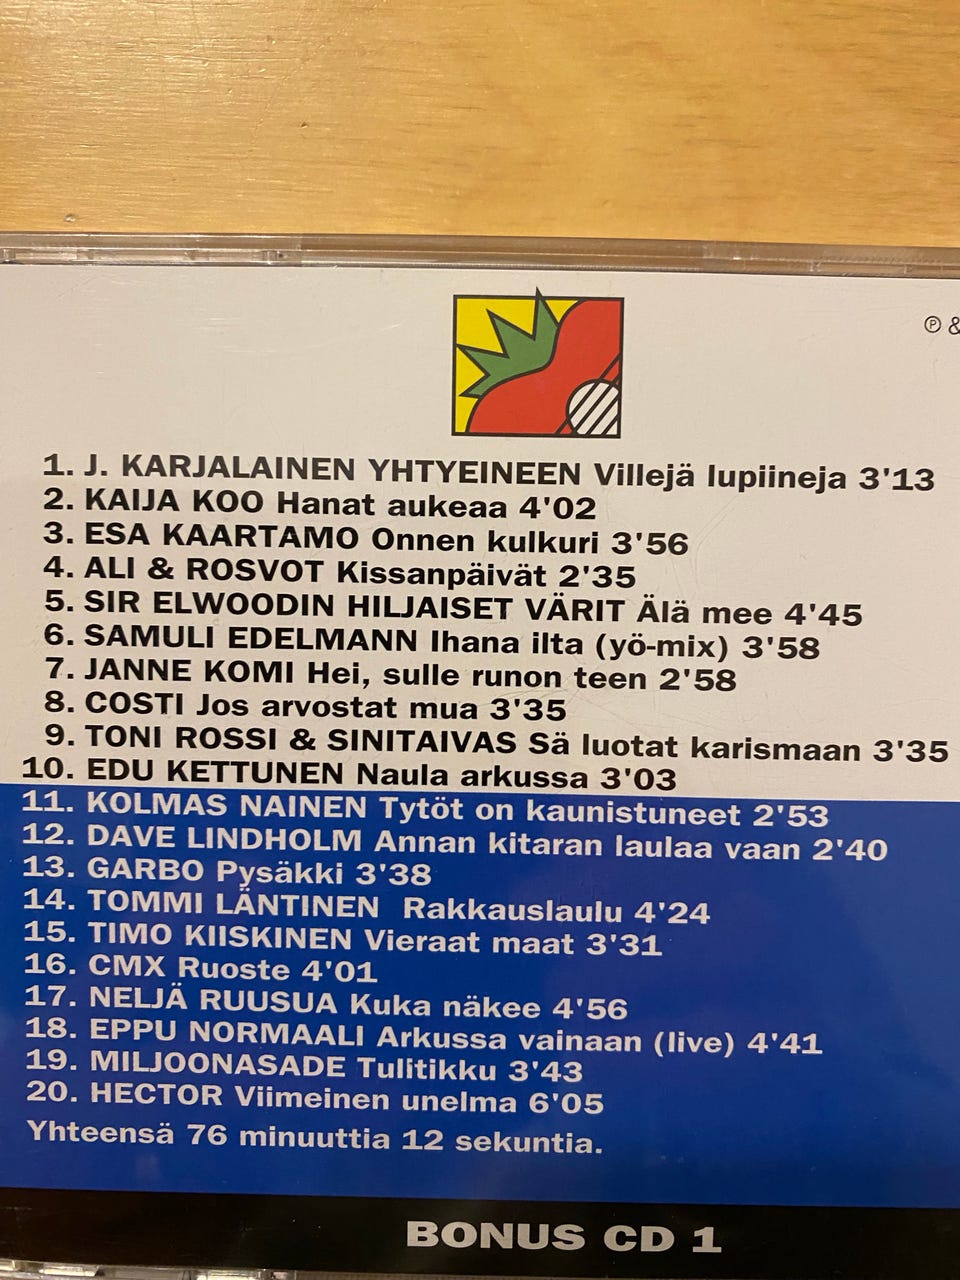 ℗ &
1. J. KARJALAINEN YHTYEINEEN Villejä lupiineja 3'13
2. KAIJA KOO Hanat aukeaa 4'02
3. ESA KAARTAMO Onnen kulkuri 3'56
4. ALI & ROSVOT Kissanpäivät 2'35
5. SIR ELWOODIN HILJAISET VÄRIT Älä mee 4'45
6. SAMULI EDELMANN Ihana ilta (yö-mix) 3'58
7. JANNE KOMI Hei, sulle runon teen 2'58
8. COSTI Jos arvostat mua 3'35
9. TONI ROSSI & SINITAIVAS Sä luotat karismaan 3'35
10. EDU KETTUNEN Naula arkussa 3'03
11. KOLMAS NAINEN Tytöt on kaunistuneet 2'53
12. DAVE LINDHOLM Annan kitaran laulaa vaan 2'40
13. GARBO Pysäkki 3'38
14. TOMMI LÄNTINEN Rakkauslaulu 4'24
15. TIMO KIISKINEN Vieraat maat 3'31
16. CMX Ruoste 4'01
17. NELJÄ RUUSUA Kuka näkee 4'56
18. EPPU NORMAALI Arkussa vainaan (live) 4'41
19. MILJOONASADE Tulitikku 3'43
20. HECTOR Viimeinen unelma 6'05
Yhteensä 76 minuuttia 12 sekuntia.
BONUS CD 1